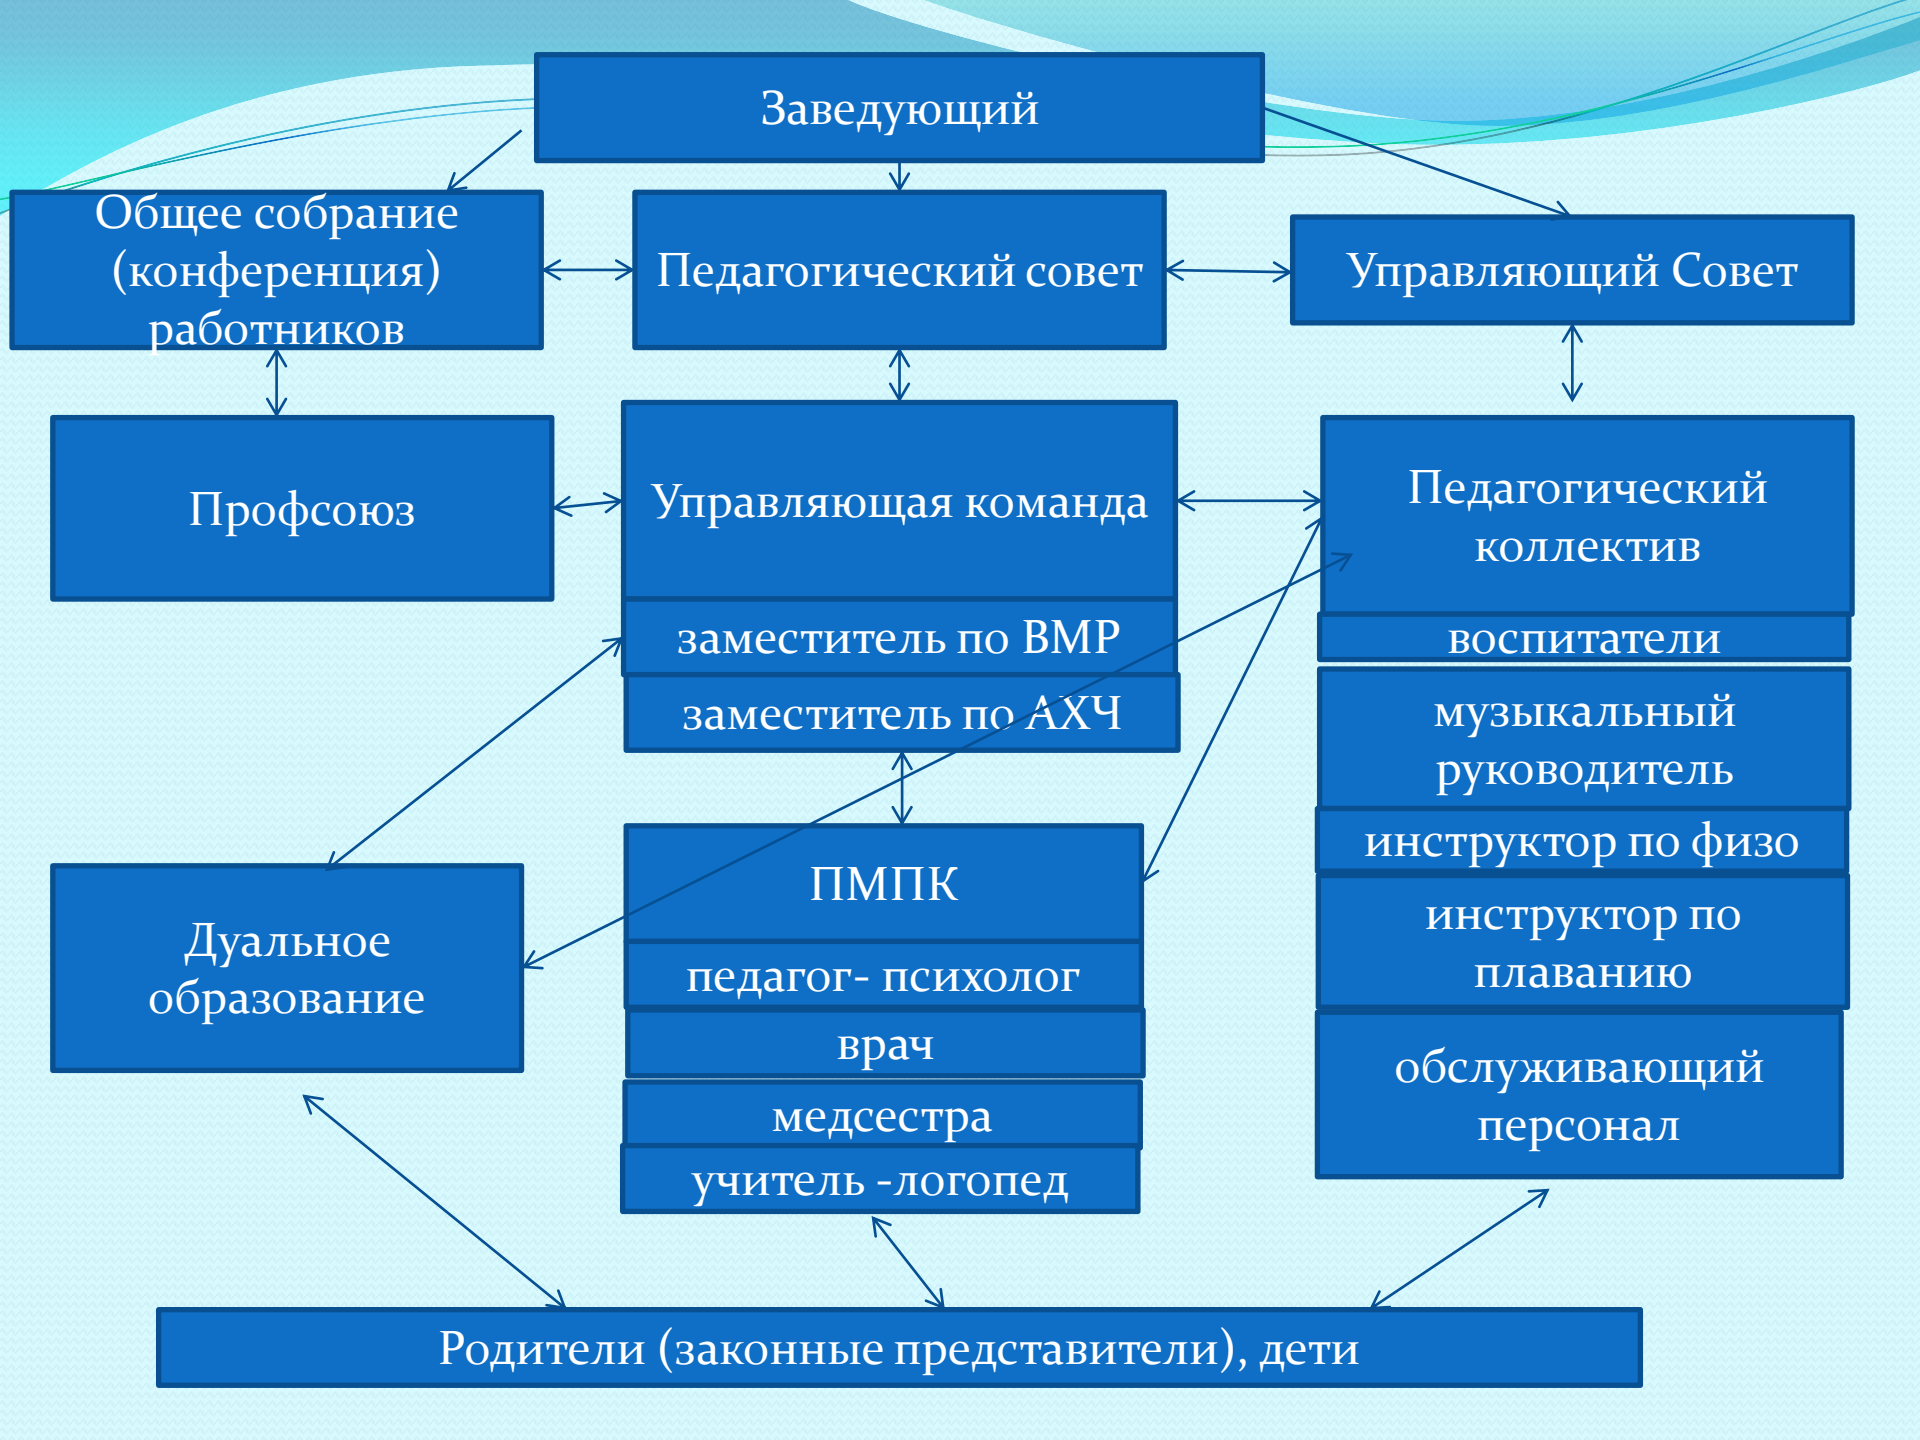 Заведующий
Общее собрание
(конференция)
работников
Педагогический совет
Управляющий Совет
Профсоюз
Управляющая команда
заместитель по ВМР
заместитель по АХЧ
Педагогический
коллектив
воспитатели
музыкальный
руководитель
инструктор по физо
инструктор по
плаванию
обслуживающий
персонал
Дуальное
образование
ПМПК
педагог- психолог
врач
медсестра
учитель -логопед
Родители (законные представители), дети